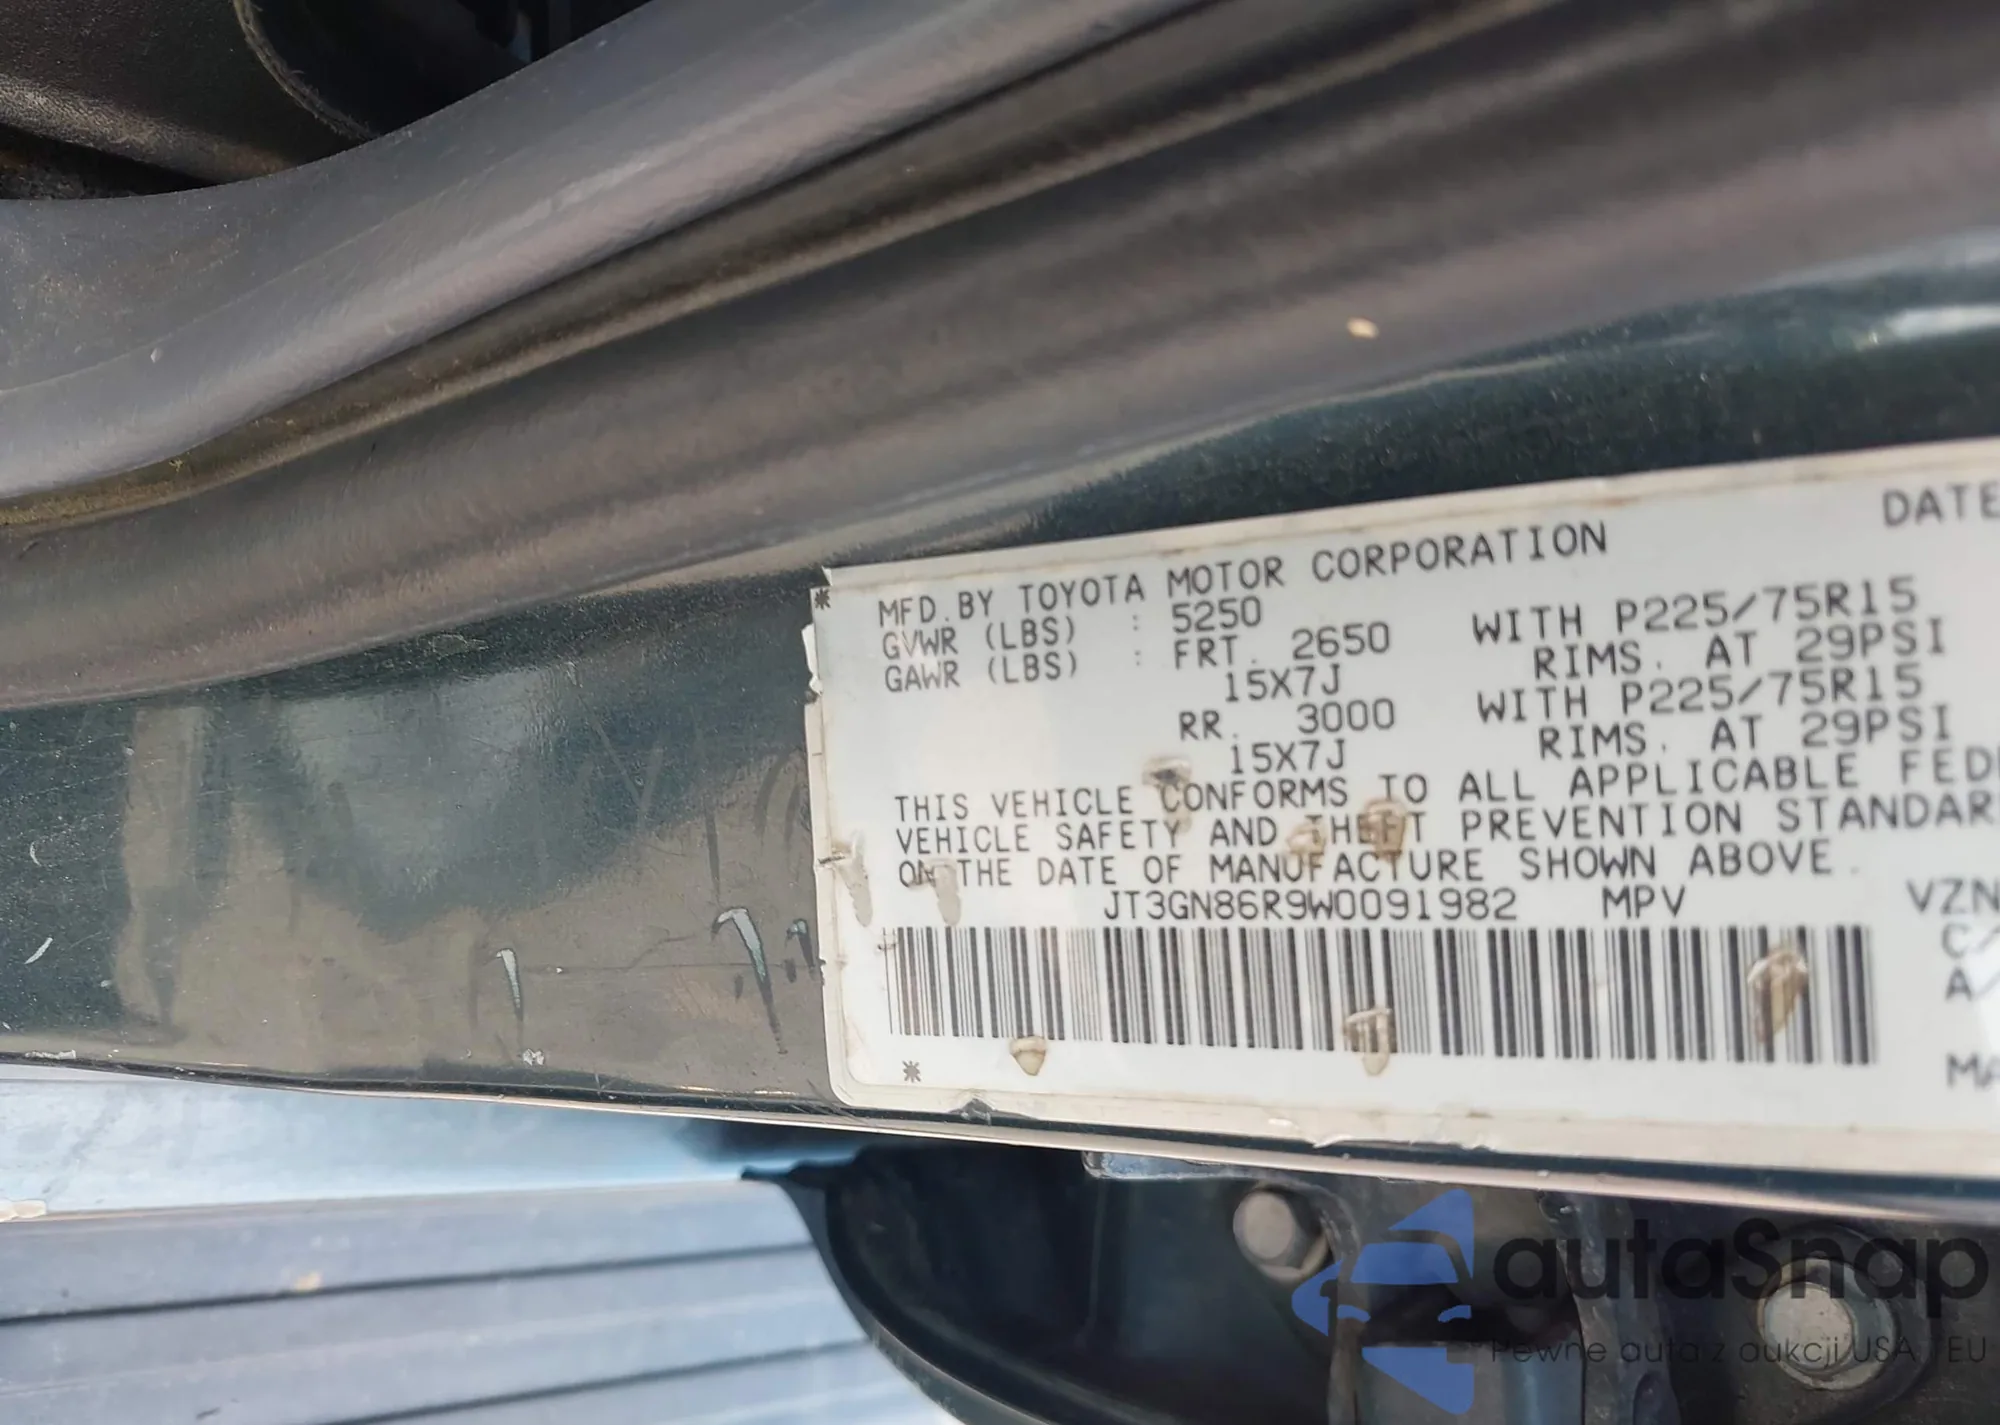 MFD.BY TOYOTA MOTOR CORPORATION DATE
GVWR (LBS) : 5250 WITH P225/75R15
GAWR (LBS) : FRT. 2650 RIMS. AT 29PSI
15X7J WITH P225/75R15
RR. 3000 RIMS. AT 29PSI
15X7J
THIS VEHICLE CONFORMS TO ALL APPLICABLE FED
VEHICLE SAFETY AND THEFT PREVENTION STANDAR
ON THE DATE OF MANUFACTURE SHOWN ABOVE.
JT3GN86R9W0091982 MPV VZN
C/
A/
MA
autaSnap
Pewne auta z aukcji USA i EU